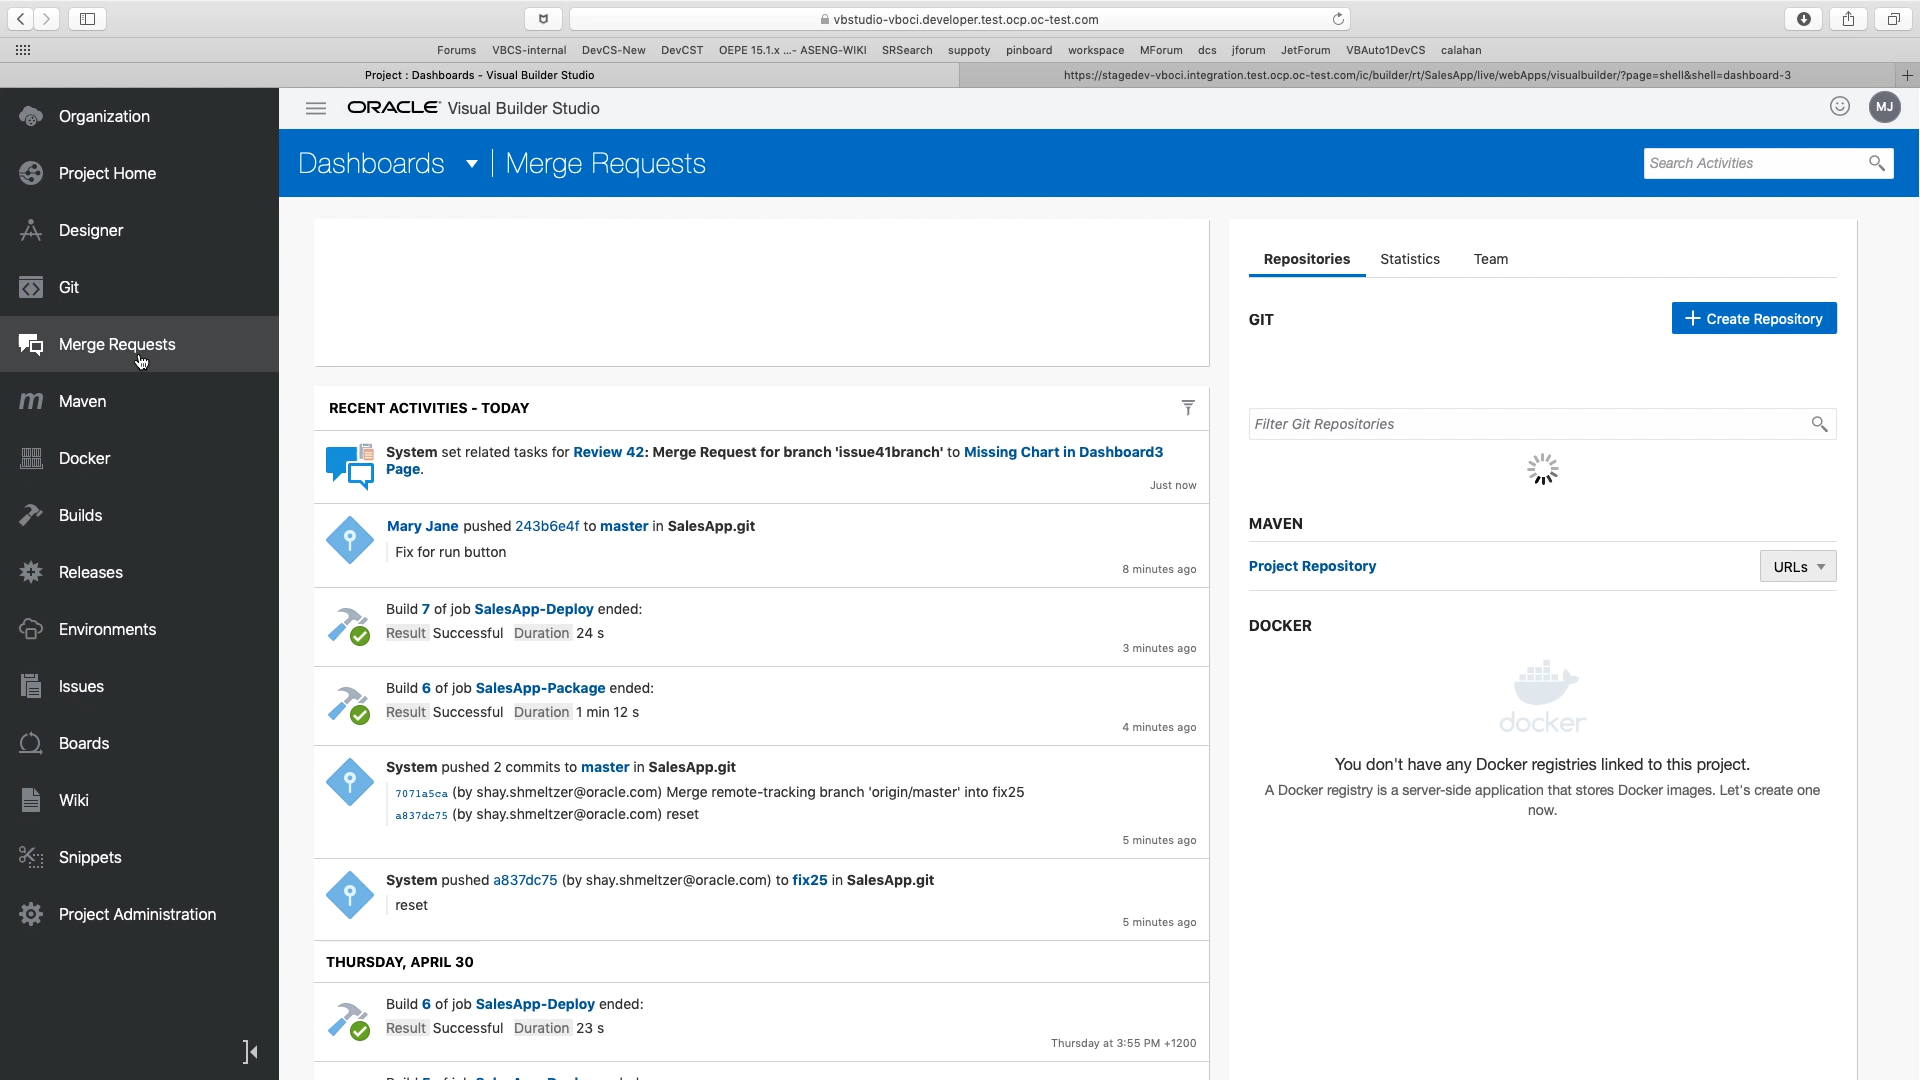 vbstudio-vboci.developer.test.ocp.oc-test.com
Forums VBCS-internal DevCS-New DevCST OEPE 15.1.x ...- ASENG-WIKI SRSearch suppoty pinboard workspace MForum dcs jforum JetForum VBAuto1DevCS calahan
Project : Dashboards - Visual Builder Studio
https://stagedev-vboci.integration.test.ocp.oc-test.com/ic/builder/rt/SalesApp/live/webApps/visualbuilder/?page=shell&shell=dashboard-3
Organization
Project Home
Designer
Git
Merge Requests
Maven
Docker
Builds
Releases
Environments
Issues
Boards
Wiki
Snippets
Project Administration
ORACLE Visual Builder Studio
MJ
Dashboards Merge Requests
Search Activities
RECENT ACTIVITIES - TODAY
System set related tasks for Review 42: Merge Request for branch 'issue41branch' to Missing Chart in Dashboard3
Page.
Just now
Mary Jane pushed 243b6e4f to master in SalesApp.git
Fix for run button
8 minutes ago
Build 7 of job SalesApp-Deploy ended:
Result Successful Duration 24 s
3 minutes ago
Build 6 of job SalesApp-Package ended:
Result Successful Duration 1 min 12 s
4 minutes ago
System pushed 2 commits to master in SalesApp.git
7071a5ca (by shay.shmeltzer@oracle.com) Merge remote-tracking branch 'origin/master' into fix25
a837dc75 (by shay.shmeltzer@oracle.com) reset
5 minutes ago
System pushed a837dc75 (by shay.shmeltzer@oracle.com) to fix25 in SalesApp.git
reset
5 minutes ago
THURSDAY, APRIL 30
Build 6 of job SalesApp-Deploy ended:
Result Successful Duration 23 s
Thursday at 3:55 PM +1200
Repositories Statistics Team
GIT
Create Repository
Filter Git Repositories
MAVEN
Project Repository
URLs
DOCKER
docker
You don't have any Docker registries linked to this project.
A Docker registry is a server-side application that stores Docker images. Let's create one
now.